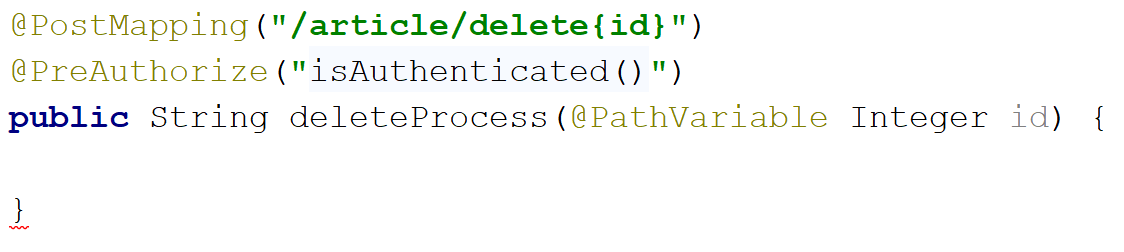 @PostMapping("/article/delete{id}")
@PreAuthorize("isAuthenticated()")
public String deleteProcess(@PathVariable Integer id) {
}